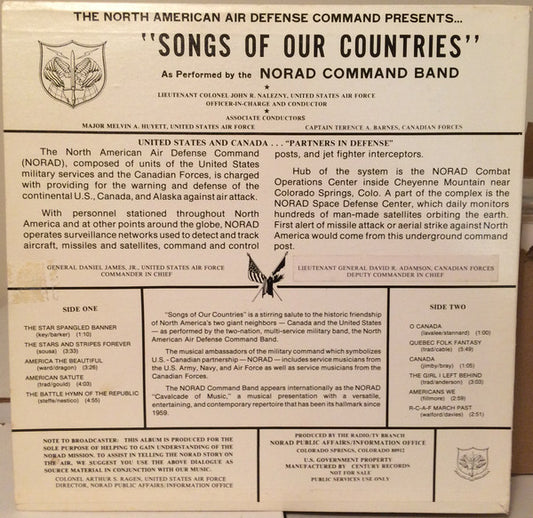 THE NORTH AMERICAN AIR DEFENSE COMMAND PRESENTS...
"SONGS OF OUR COUNTRIES"
As Performed by the NORAD COMMAND BAND
LIEUTENANT COLONEL JOHN R. NALEZNY, UNITED STATES AIR FORCE
OFFICER-IN-CHARGE AND CONDUCTOR
ASSOCIATE CONDUCTORS
MAJOR MELVIN A. HUYETT, UNITED STATES AIR FORCE CAPTAIN TERENCE A. BARNES, CANADIAN FORCES
UNITED STATES AND CANADA . . . "PARTNERS IN DEFENSE"
The North American Air Defense Command
(NORAD), composed of units of the United States
military services and the Canadian Forces, is charged
with providing for the warning and defense of the
continental U.S., Canada, and Alaska against air attack.
With personnel stationed throughout North
America and at other points around the globe, NORAD
operates surveillance networks used to detect and track
aircraft, missiles and satellites, command and control
posts, and jet fighter interceptors.
Hub of the system is the NORAD Combat
Operations Center inside Cheyenne Mountain near
Colorado Springs, Colo. A part of the complex is the
NORAD Space Defense Center, which daily monitors
hundreds of man-made satellites orbiting the earth.
First alert of missile attack or aerial strike against North
America would come from this underground command
post.
GENERAL DANIEL JAMES, JR., UNITED STATES AIR FORCE
COMMANDER IN CHIEF
LIEUTENANT GENERAL DAVID R. ADAMSON, CANADIAN FORCES
DEPUTY COMMANDER IN CHIEF
SIDE ONE
THE STAR SPANGLED BANNER
(key/barker) (1:10)
THE STARS AND STRIPES FOREVER
(sousa) (3:33)
AMERICA THE BEAUTIFUL
(ward/dragon) (3:26)
AMERICAN SATUTE
(trad/gould) (4:03)
THE BATTLE HYMN OF THE REPUBLIC
(steffe/nestico) (4:55)
"Songs of Our Countries" is a stirring salute to the historic friendship
of North America's two giant neighbors — Canada and the United States
— as performed by the two-nation, multi-service military band, the North
American Air Defense Command Band.
The musical ambassadors of the military command which symbolizes
U.S.-Canadian partnership — NORAD — includes service musicians from
the U.S. Army, Navy, and Air Force as well as service musicians from the
Canadian Forces.
The NORAD Command Band appears internationally as the NORAD
"Cavalcade of Music," a musical presentation with a versatile,
entertaining, and contemporary repertoire that has been its hallmark since
1959.
SIDE TWO
O CANADA
(lavalee/stannard) (1:00)
QUEBEC FOLK FANTASY
(trad/cable) (5:49)
CANADA
(jimby/bray) (1:05)
THE GIRL I LEFT BEHIND
(trad/anderson) (3:03)
AMERICANS WE
(fillmore) (2:59)
R-C-A-F MARCH PAST
(walford/davies) (2:51)
NOTE TO BROADCASTER: THIS ALBUM IS PRODUCED FOR THE
SOLE PURPOSE OF HELPING TO GAIN UNDERSTANDING OF THE
NORAD MISSION. TO ASSIST IN TELLING THE NORAD STORY ON
THE AIR, WE SUGGEST YOU USE THE ABOVE DIALOGUE AS
SOURCE MATERIAL IN CONJUNCTION WITH OUR MUSIC.
COLONEL ARTHUR S. RAGEN, UNITED STATES AIR FORCE
DIRECTOR, NORAD PUBLIC AFFAIRS/INFORMATION OFFICE
PRODUCED BY THE RADIO/TV BRANCH
NORAD PUBLIC AFFAIRS/INFORMATION OFFICE
COLORADO SPRINGS, COLORADO 80912
U.S. GOVERNMENT PROPERTY
MANUFACTURED BY CENTURY RECORDS
NOT FOR SALE
PUBLIC SERVICES USE ONLY